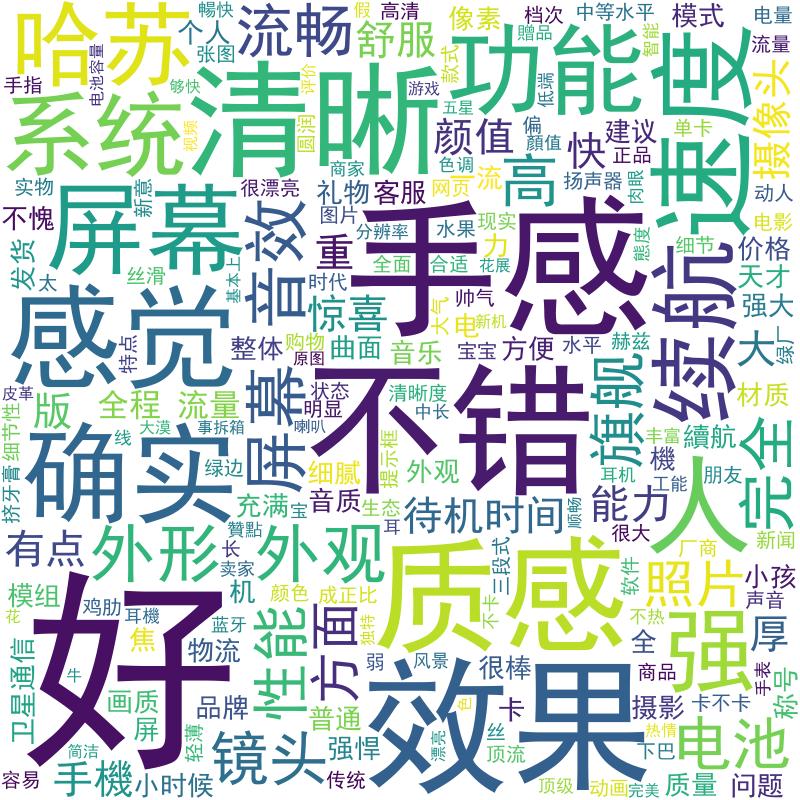 哈苏
个人
暢快
张图
流畅
假
高清
舒服
像素
档次
中等水平
赠品
模式
电量
流量
智能
手指
电池容量
系统
清晰
够快
视频
圆润
评价
游戏
五星
款式
功能
低端
速度
摄像头
颜值
偏
顏值
快
建议
正品
单卡
实物
新意
很漂亮
礼物
商家
客服
色调
网页
流
高
扬声器
肉眼
动人
电影
不愧
屏幕
音效
图片
重
分辨率
水果
现实
力
態度
细节
价格
发货
太
丝滑
基本上
时代
全面
合适
花展
手感
续航
天才
强大
感觉
特点
惊喜
帅气
大气
电
新机
整体
购物
原图
曲面
音乐
宝宝
方便
水平
赫兹
大
绿厂
皮革
细节性
版
全程
流量
屏幕
状态
明显
清晰度
中长
不错
旗舰
材质
线
大漠
事拆箱
喇叭
提示框
丰富
續航
完全
挤牙膏
确实
绿边
细腻
外观
耳机
機
工能
朋友
充满
宝
音质
生态
耳
待机时间
顺畅
能力
很大
人
有点
外形
贊點
长
外观
质感
三段式
软件
厂商
新闻
模组
花
鸡肋
耳機
卖家
机
颜色
成正比
独特
不卡
照片
不热
小孩
声音
卫星通信
焦
蓝牙
物流
性能
方面
全
强
厚
好
牛
画质
屏
品牌
弱
风景
很棒
效果
商品
手表
称号
轻薄
普通
色
卡
摄影
卡不卡
简洁
镜头
强悍
漂亮
丝
顶流
热情
下巴
电池
容易
手機
小时候
传统
顶级
动画
完美
质量
问题